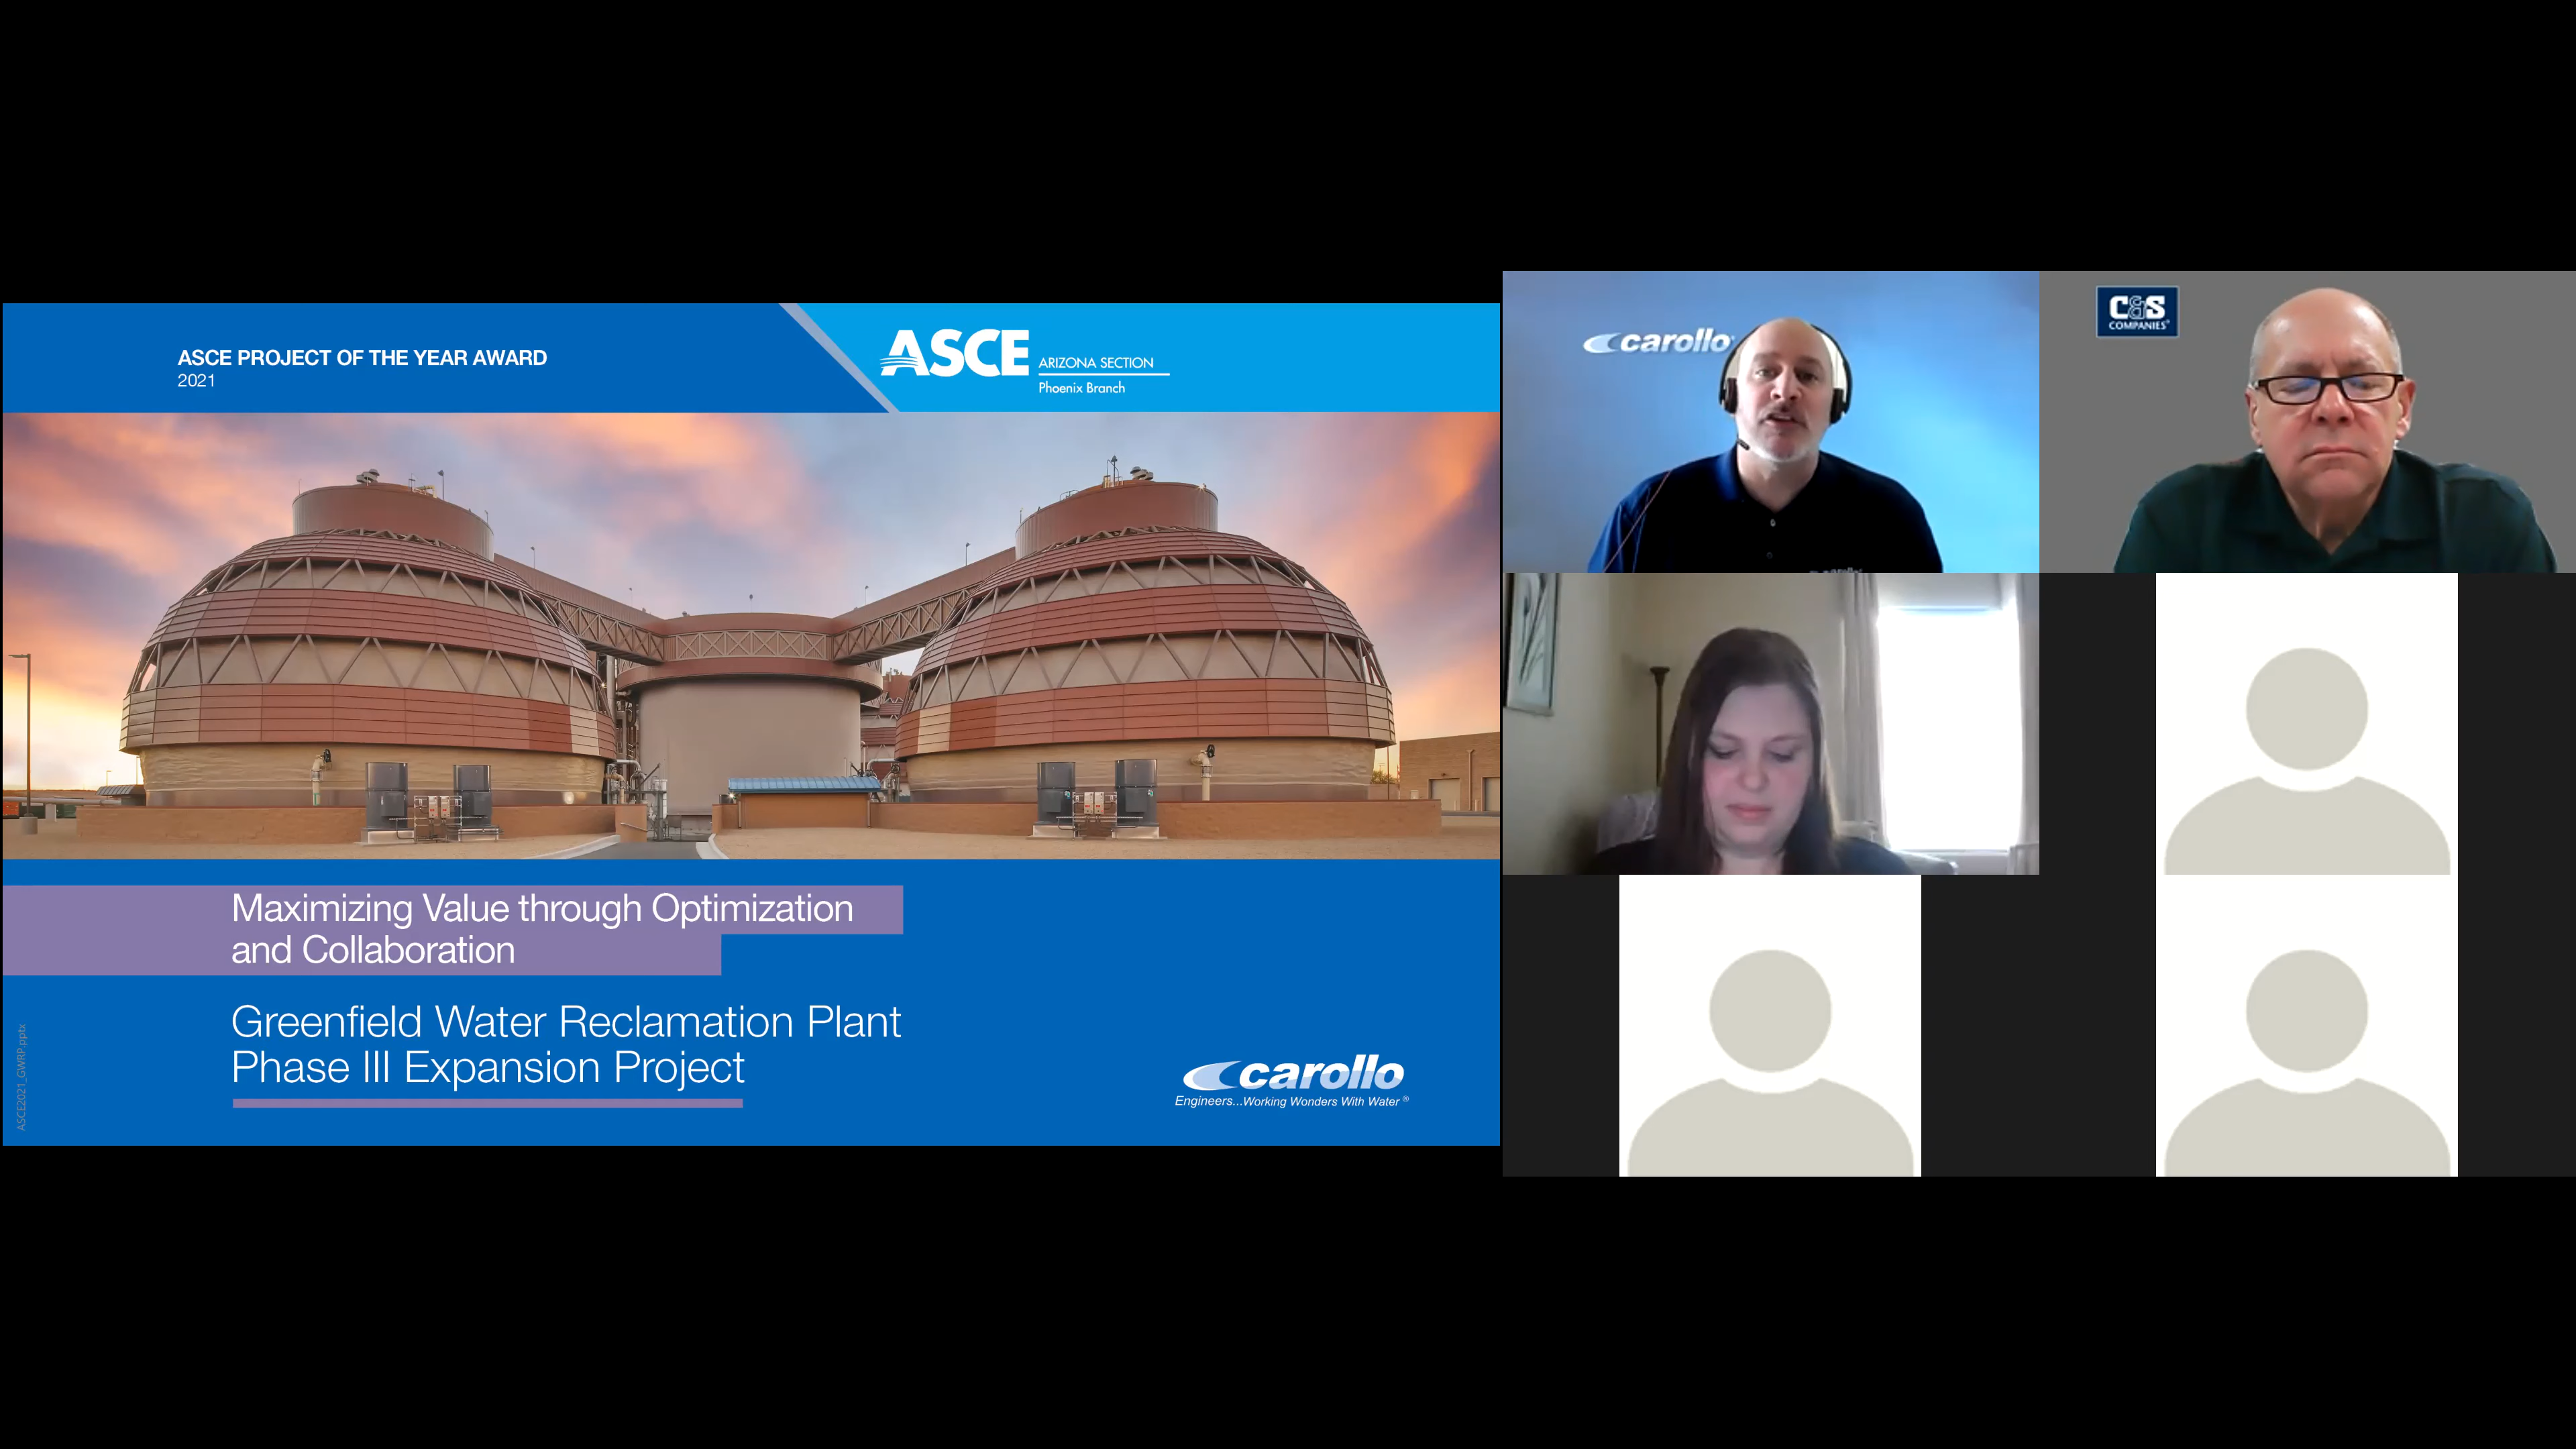 ASCE PROJECT OF THE YEAR AWARD
2021
ASCE
ARIZONA SECTION
Phoenix Branch
Maximizing Value through Optimization
and Collaboration
Greenfield Water Reclamation Plant
Phase III Expansion Project
carollo
Engineers...Working Wonders With Water ®
ASCE2021_GWRP.pptx
carollo
C&S
COMPANIES®